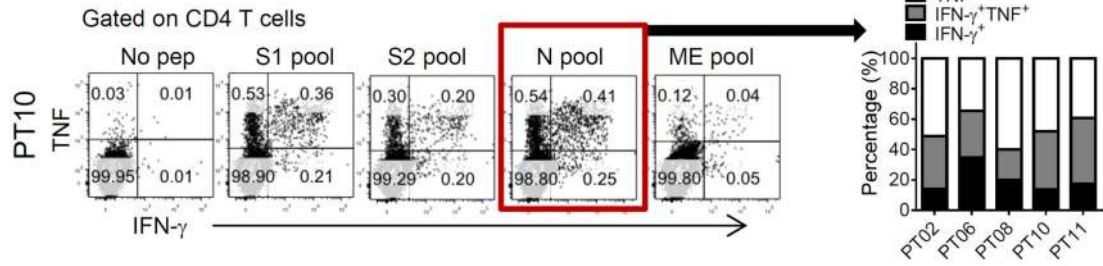 Gated on CD4 T cells
No pep S1 pool S2 pool N pool ME pool
PT10
TNF
0.03 0.01 0.53 0.36 0.30 0.20 0.54 0.41 0.12 0.04
99.95 0.01 98.90 0.21 99.29 0.20 98.80 0.25 99.80 0.05
IFN-γ
IFN-γ⁺TNF⁺
IFN-γ⁺
Percentage (%)
100
80
60
40
20
0
PT02 PT06 PT08 PT10 PT11